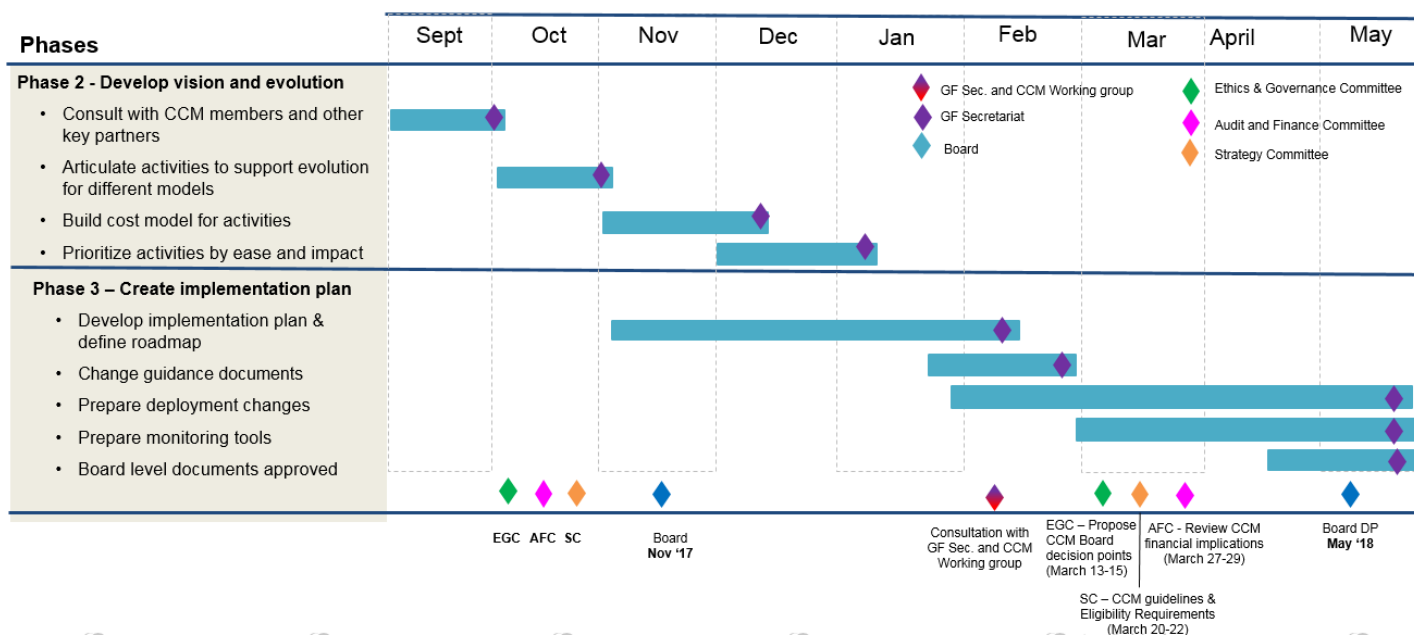 Phases
Sept
Oct
Nov
Dec
Jan
Feb
Mar
April
May
Phase 2 - Develop vision and evolution
• Consult with CCM members and other
key partners
• Articulate activities to support evolution
for different models
• Build cost model for activities
• Prioritize activities by ease and impact
GF Sec. and CCM Working group
GF Secretariat
Board
Ethics & Governance Committee
Audit and Finance Committee
Strategy Committee
Phase 3 – Create implementation plan
• Develop implementation plan &
define roadmap
• Change guidance documents
• Prepare deployment changes
• Prepare monitoring tools
• Board level documents approved
EGC
AFC
SC
Board
Nov ‘17
Consultation with
GF Sec. and CCM
Working group
EGC – Propose
CCM Board
decision points
(March 13-15)
SC – CCM guidelines &
Eligibility Requirements
(March 20-22)
AFC - Review CCM
financial implications
(March 27-29)
Board DP
May ‘18